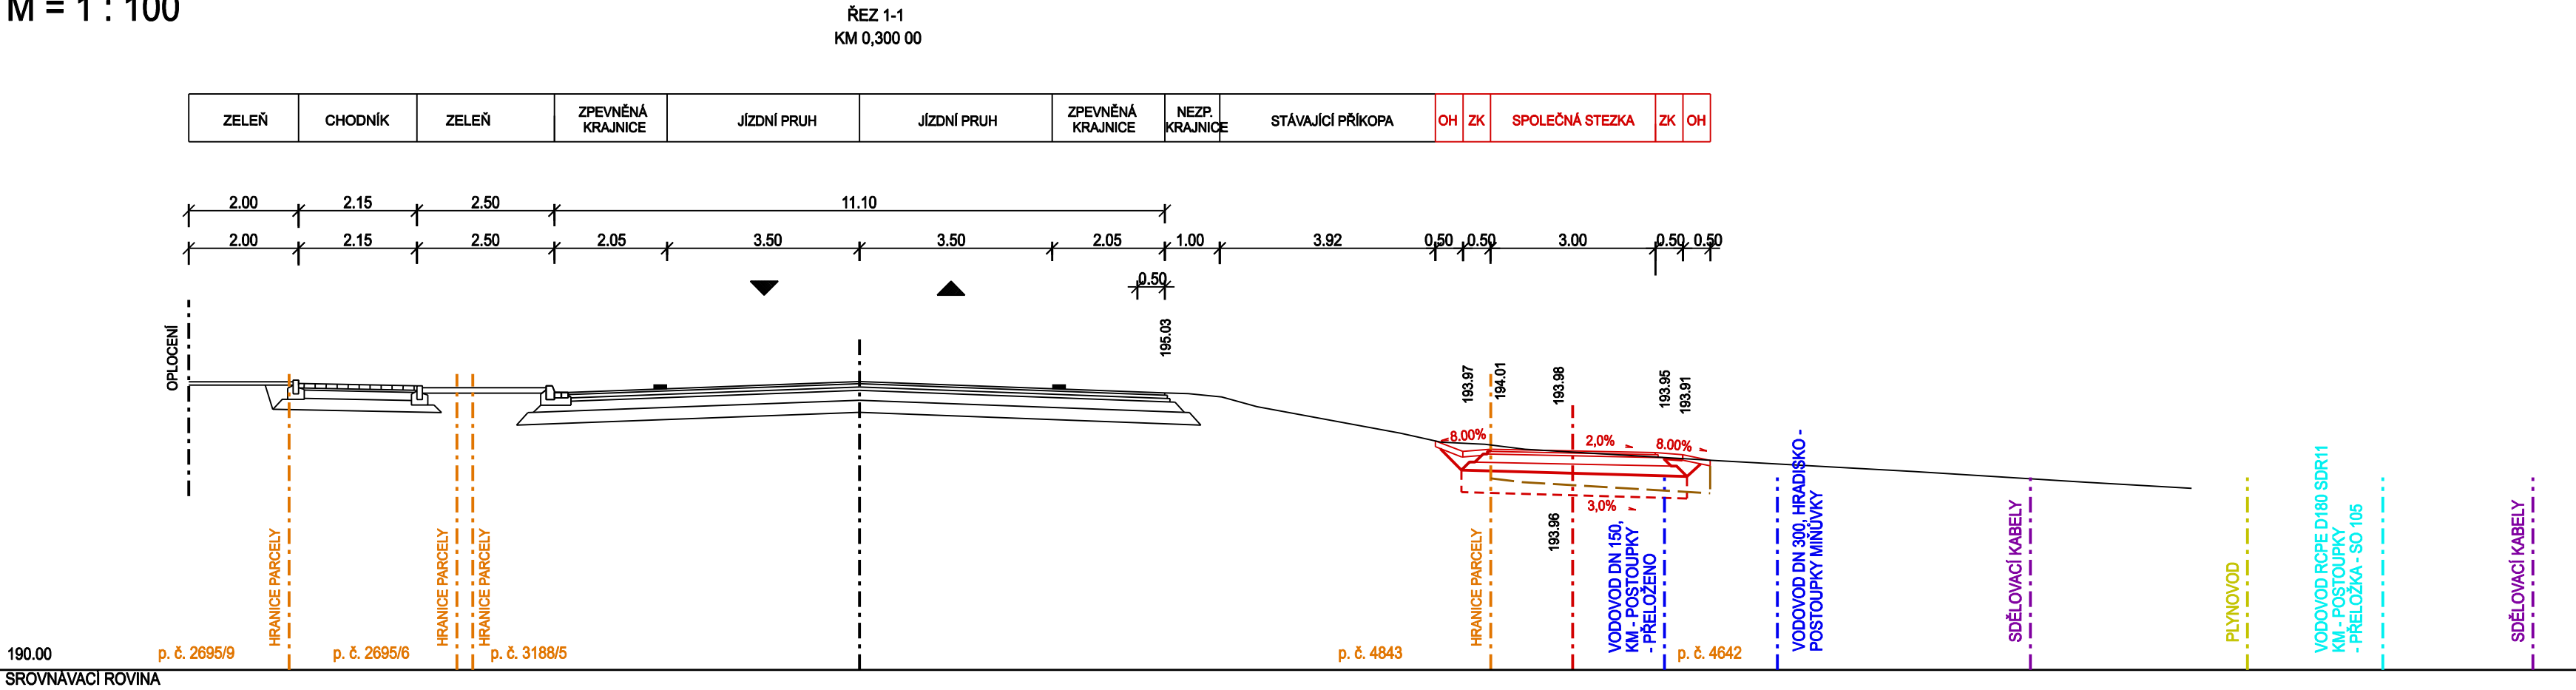 M = 1 : 100
ŘEZ 1-1
KM 0,300 00
ZELEŇ
CHODNÍK
ZELEŇ
ZPEVNĚNÁ
KRAJNICE
JÍZDNÍ PRUH
JÍZDNÍ PRUH
ZPEVNĚNÁ
KRAJNICE
NEZP.
KRAJNICE
STÁVAJÍCÍ PŘÍKOPA
OH
ZK
SPOLEČNÁ STEZKA
ZK
OH
2.00
2.15
2.50
11.10
2.00
2.15
2.50
2.05
3.50
3.50
2.05
1.00
3.92
0.50
0.50
3.00
0.50
0.50
0.50
OPLOCENÍ
195.03
193.97
194.01
193.98
193.95
193.91
8.00%
2,0%
8.00%
3,0%
193.96
HRANICE PARCELY
HRANICE PARCELY
HRANICE PARCELY
HRANICE PARCELY
VODOVOD DN 150,
KM - POSTOUPKY
- PŘELOŽENO
VODOVOD DN 300, HRADISKO -
POSTOUPKY MIŇŮVKY
SDĚLOVACÍ KABELY
PLYNOVOD
VODOVOD RCPE D180 SDR11
KM - POSTOUPKY
- PŘELOŽKA - SO 105
SDĚLOVACÍ KABELY
190.00
p. č. 2695/9
p. č. 2695/6
p. č. 3188/5
p. č. 4843
p. č. 4642
SROVNÁVACÍ ROVINA